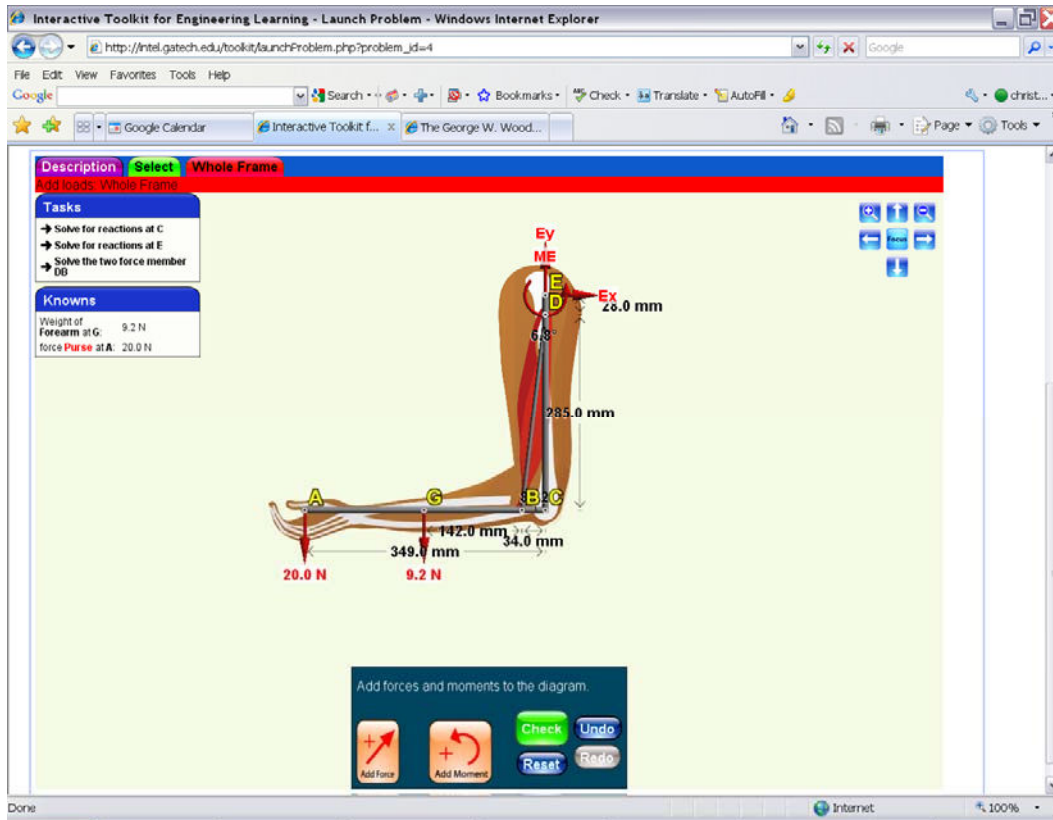 Interactive Toolkit for Engineering Learning - Launch Problem - Windows Internet Explorer
http://intel.gatech.edu/toolkit/launchProblem.php?problem_id=4
Google
File Edit View Favorites Tools Help
Google Search Bookmarks Check Translate AutoFill christ...
Google Calendar Interactive Toolkit f... x The George W. Wood... Page Tools
Description Select Whole Frame
Add loads: Whole Frame
Tasks
Solve for reactions at C
Solve for reactions at E
Solve the two force member
DB
Knowns
Weight of
Forearm at G: 9.2 N
force Purse at A: 20.0 N
Focus
Ey
ME
E
Ex
D
28.0 mm
6.8°
285.0 mm
A G B C
142.0 mm
34.0 mm
349.0 mm
20.0 N 9.2 N
Add forces and moments to the diagram.
Add Force Add Moment Check Undo
Reset Redo
Done Internet 100%